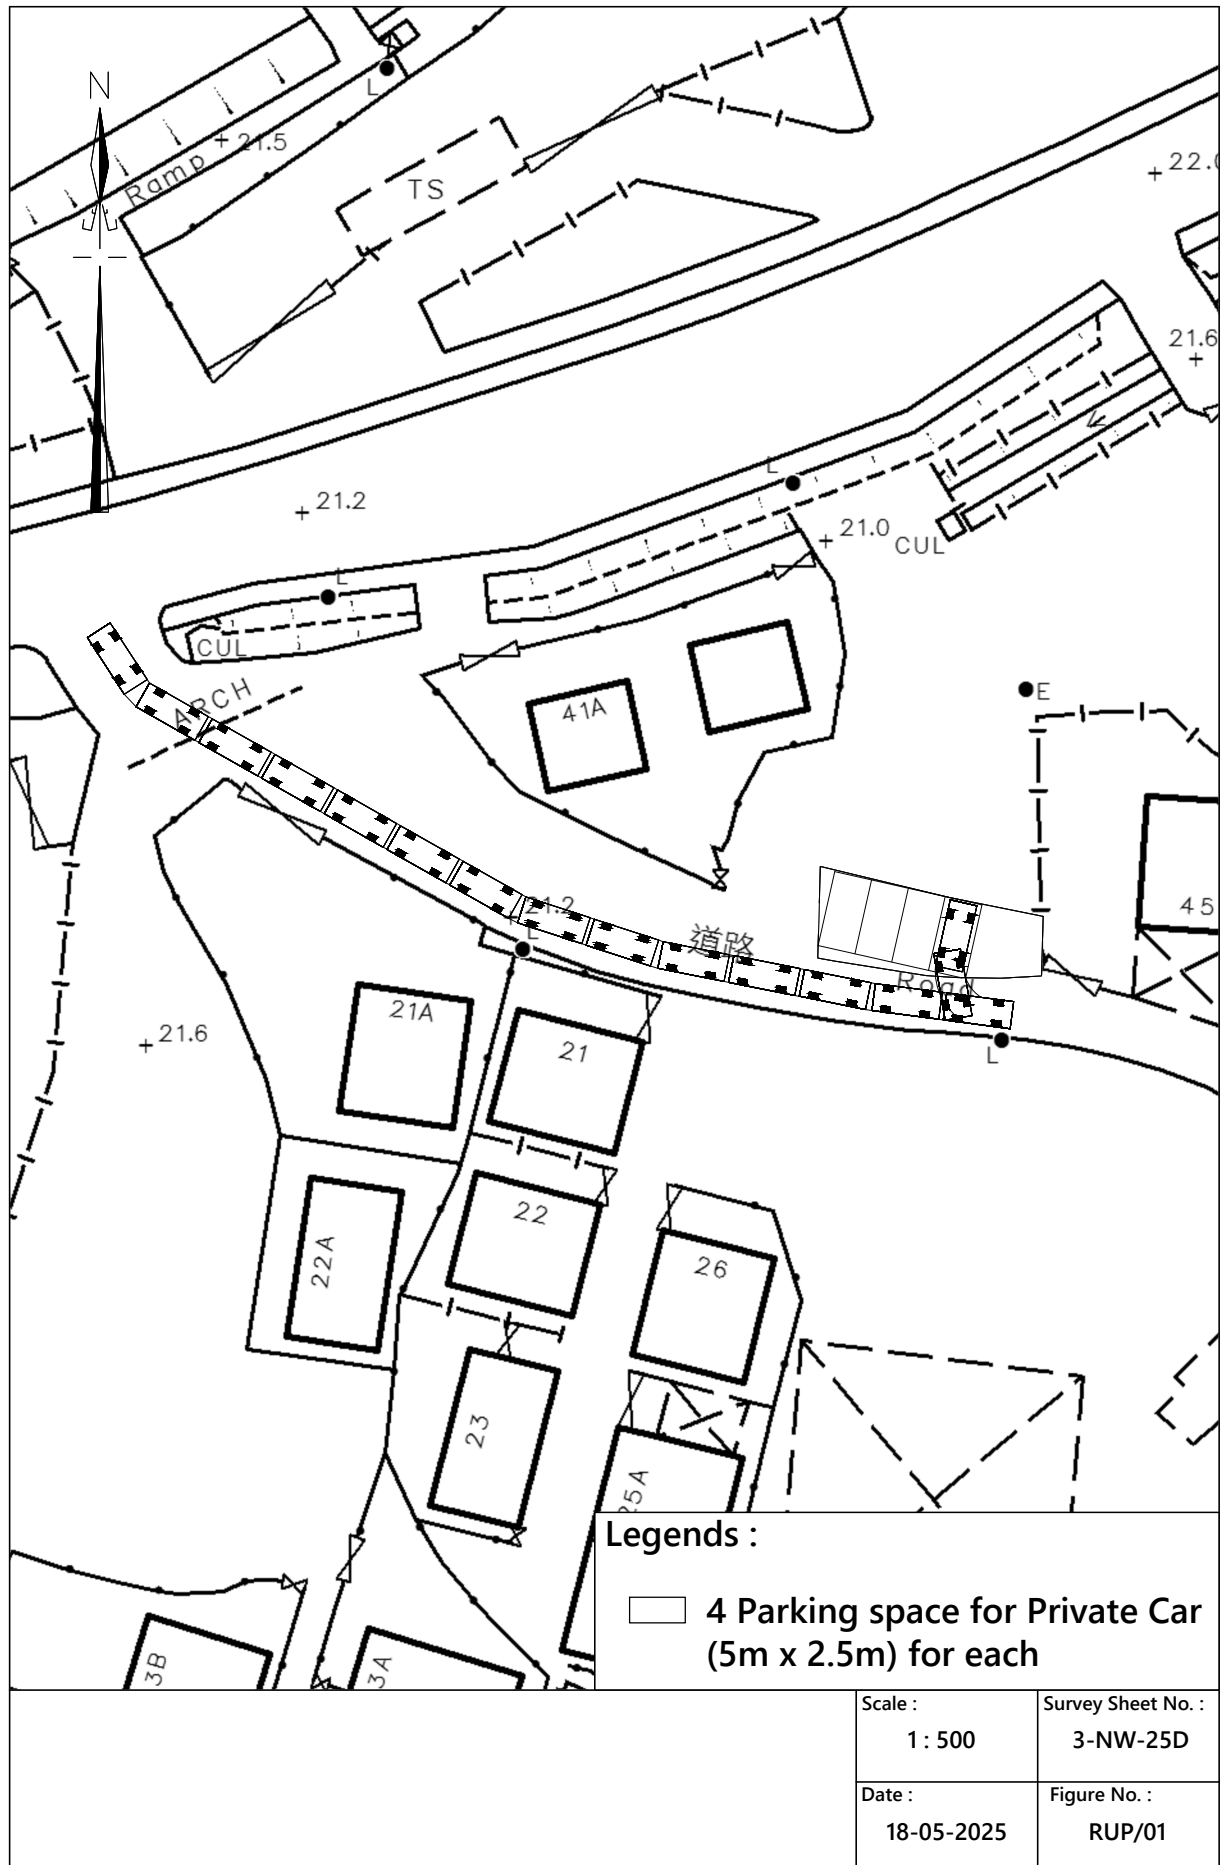 N
L
21.5
Ramp
TS
22.0
21.6
21.2
L
21.0
CUL
L
CUL
ARCH
41A
E
45
21.2
L
道路
Road
21A
21
21.6
L
22
22A
26
23
25A
3B
3A
Legends :
4 Parking space for Private Car
(5m x 2.5m) for each
Scale :
1 : 500
Survey Sheet No. :
3-NW-25D
Date :
18-05-2025
Figure No. :
RUP/01